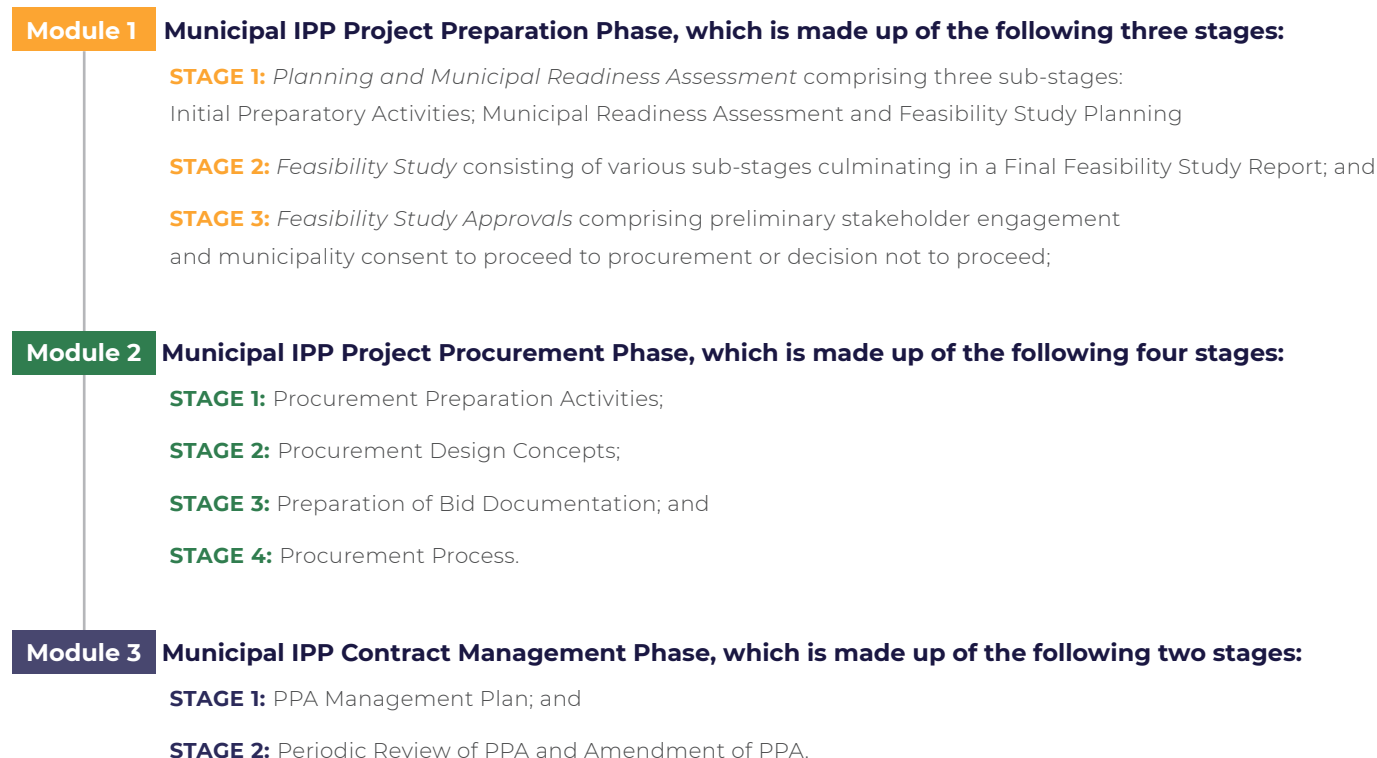 Module 1 Municipal IPP Project Preparation Phase, which is made up of the following three stages:
STAGE 1: Planning and Municipal Readiness Assessment comprising three sub-stages:
Initial Preparatory Activities; Municipal Readiness Assessment and Feasibility Study Planning
STAGE 2: Feasibility Study consisting of various sub-stages culminating in a Final Feasibility Study Report; and
STAGE 3: Feasibility Study Approvals comprising preliminary stakeholder engagement
and municipality consent to proceed to procurement or decision not to proceed;
Module 2 Municipal IPP Project Procurement Phase, which is made up of the following four stages:
STAGE 1: Procurement Preparation Activities;
STAGE 2: Procurement Design Concepts;
STAGE 3: Preparation of Bid Documentation; and
STAGE 4: Procurement Process.
Module 3 Municipal IPP Contract Management Phase, which is made up of the following two stages:
STAGE 1: PPA Management Plan; and
STAGE 2: Periodic Review of PPA and Amendment of PPA.